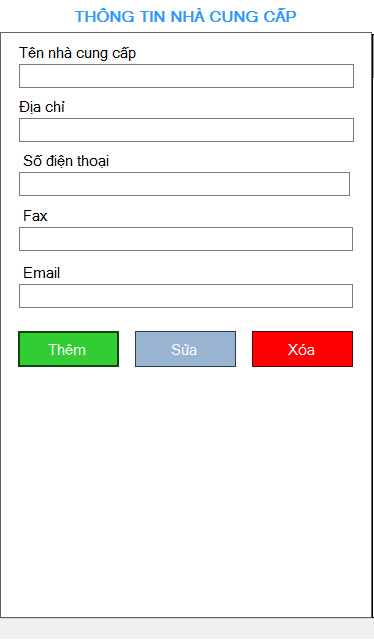 THÔNG TIN NHÀ CUNG CẤP
Tên nhà cung cấp
Địa chỉ
Số điện thoại
Fax
Email
Thêm Sửa Xóa